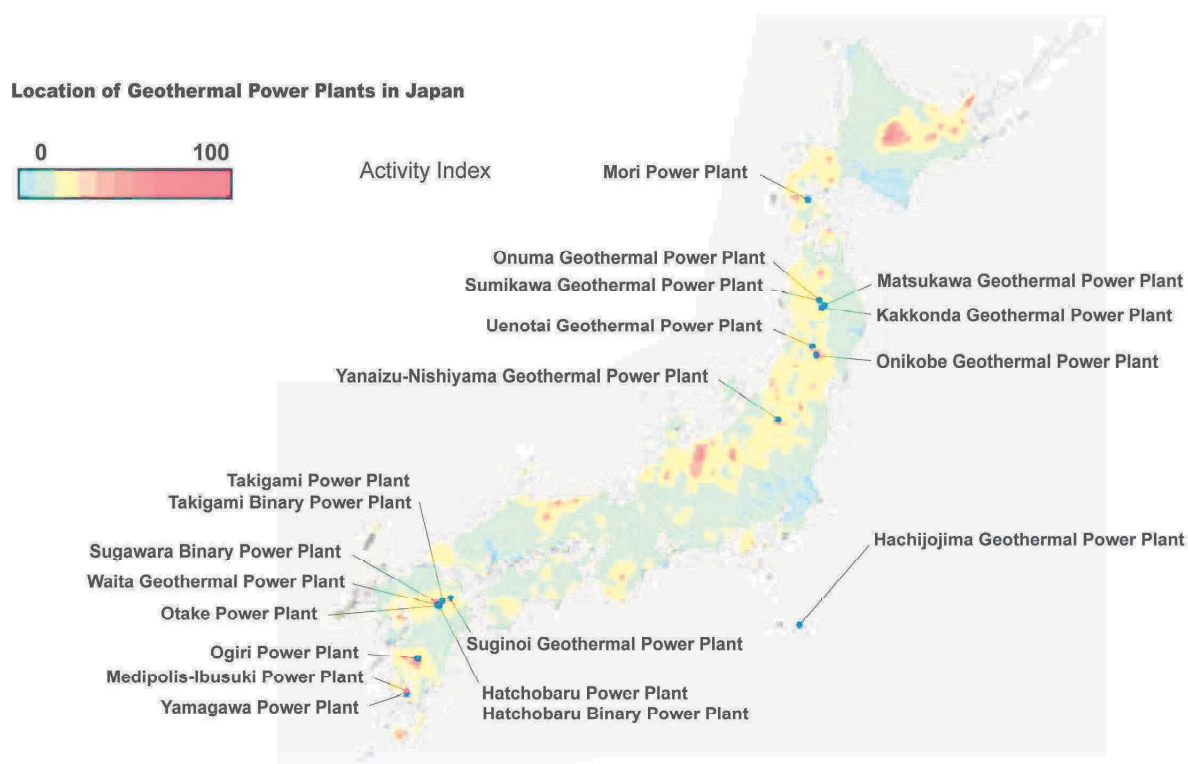 Location of Geothermal Power Plants in Japan
0 100
Activity Index
Mori Power Plant
Onuma Geothermal Power Plant
Sumikawa Geothermal Power Plant
Matsukawa Geothermal Power Plant
Kakkonda Geothermal Power Plant
Uenotai Geothermal Power Plant
Onikobe Geothermal Power Plant
Yanaizu-Nishiyama Geothermal Power Plant
Takigami Power Plant
Takigami Binary Power Plant
Sugawara Binary Power Plant
Waita Geothermal Power Plant
Otake Power Plant
Hachijojima Geothermal Power Plant
Suginoi Geothermal Power Plant
Ogiri Power Plant
Medipolis-Ibusuki Power Plant
Yamagawa Power Plant
Hatchobaru Power Plant
Hatchobaru Binary Power Plant